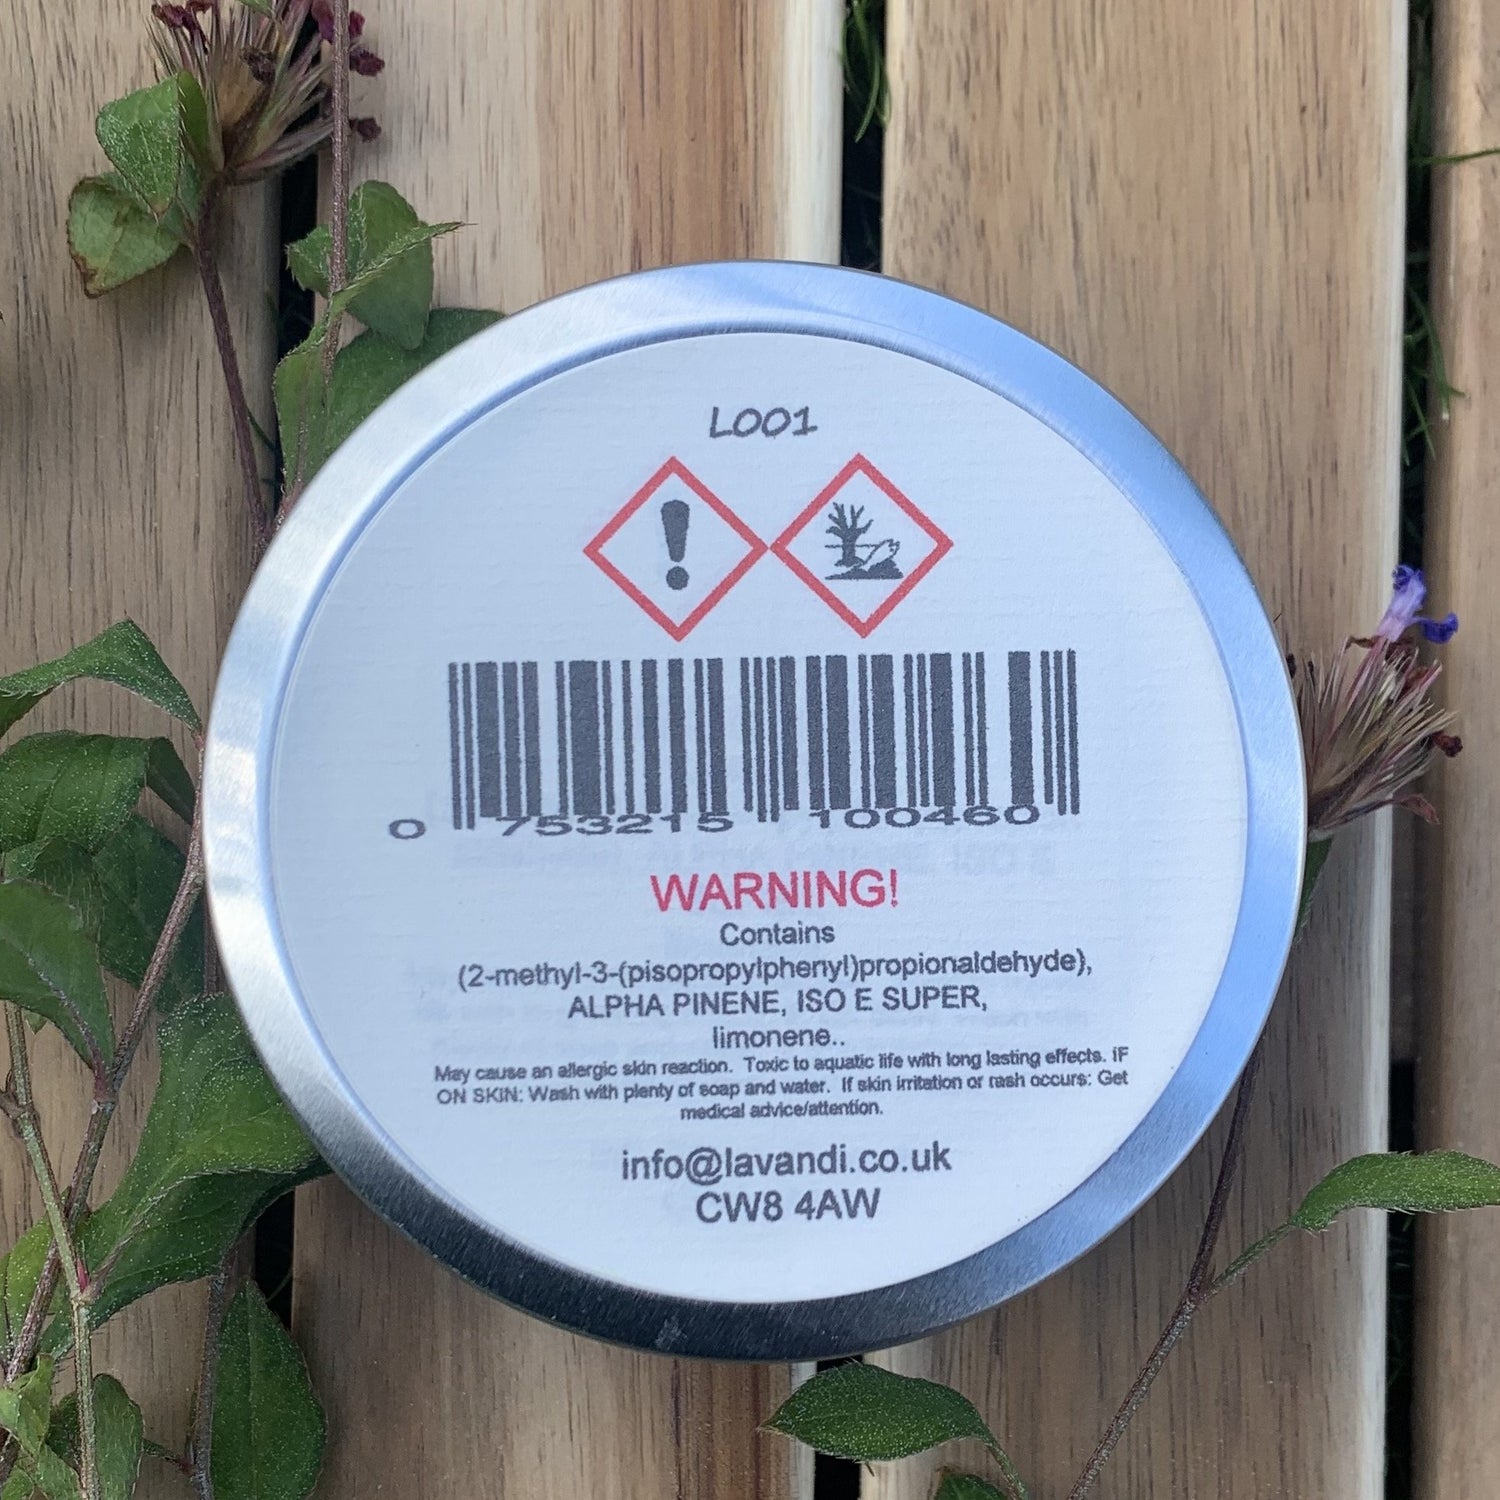 L001
0 753215 100460
WARNING!
Contains
(2-methyl-3-(pisopropylphenyl)propionaldehyde),
ALPHA PINENE, ISO E SUPER,
limonene..
May cause an allergic skin reaction. Toxic to aquatic life with long lasting effects. IF
ON SKIN: Wash with plenty of soap and water. If skin irritation or rash occurs: Get
medical advice/attention.
info@lavandi.co.uk
CW8 4AW